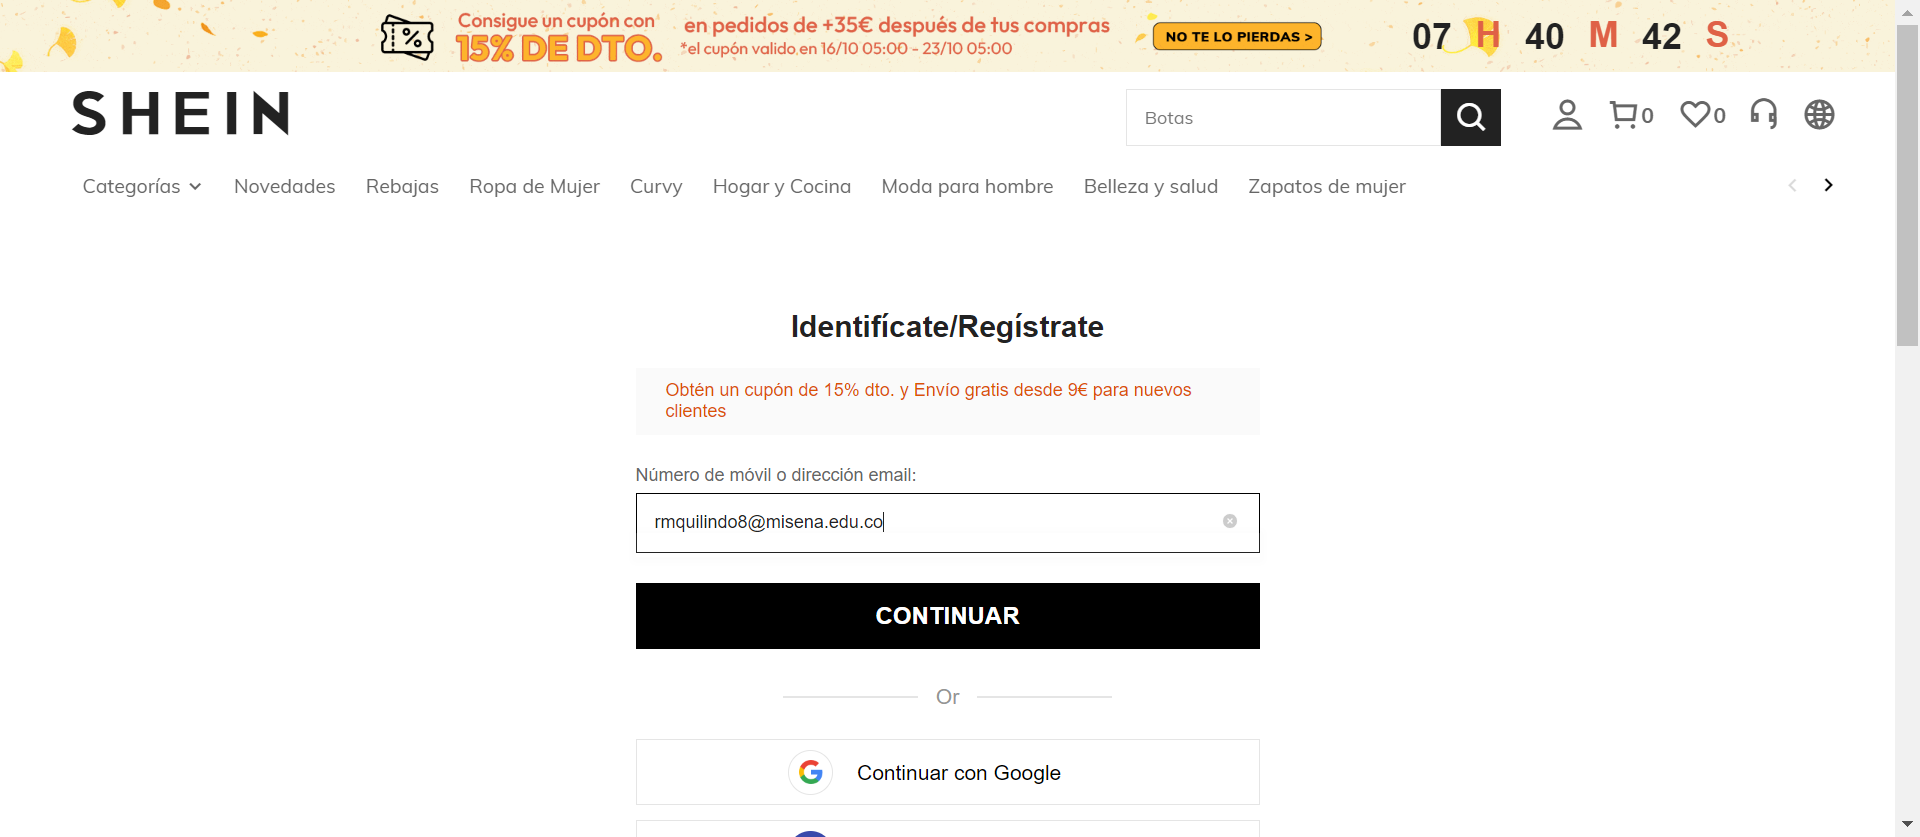 Consigue un cupón con
15% DE DTO.
en pedidos de +35€ después de tus compras
*el cupón valido en 16/10 05:00 - 23/10 05:00
NO TE LO PIERDAS >
07 H 40 M 42 S
SHEIN
Botas
0
0
Categorías
Novedades
Rebajas
Ropa de Mujer
Curvy
Hogar y Cocina
Moda para hombre
Belleza y salud
Zapatos de mujer
Identifícate/Regístrate
Obtén un cupón de 15% dto. y Envío gratis desde 9€ para nuevos
clientes
Número de móvil o dirección email:
rmquilindo8@misena.edu.co
CONTINUAR
Or
Continuar con Google